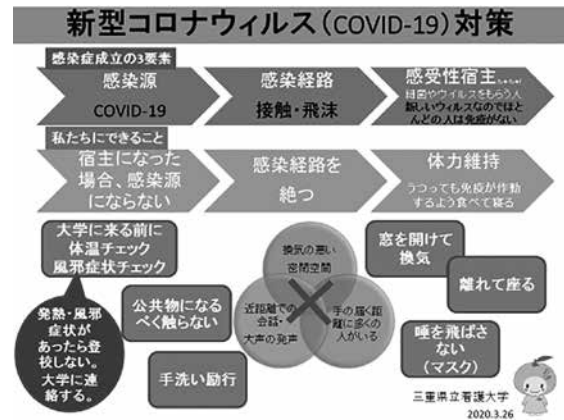 新型コロナウィルス(COVID-19)対策
感染症成立の3要素
感染源
COVID-19
感染経路
接触・飛沫
感受性宿主
細菌やウイルスをもらう人
新しいウィルスなのでほと
んどの人は免疫がない
私たちにできること
宿主になった
場合、感染源
にならない
感染経路を
絶つ
体力維持
うつっても免疫が作動
するよう食べて寝る
大学に来る前に
体温チェック
風邪症状チェック
発熱・風邪
症状が
あったら登
校しない。
大学に連
絡する。
公共物になる
べく触らない
手洗い励行
換気の悪い
密閉空間
近距離での
会話・
大声の発声
手の届く距
離に多くの
人がいる
窓を開けて
換気
離れて座る
唾を飛ばさ
ない
(マスク)
三重県立看護大学
2020.3.26